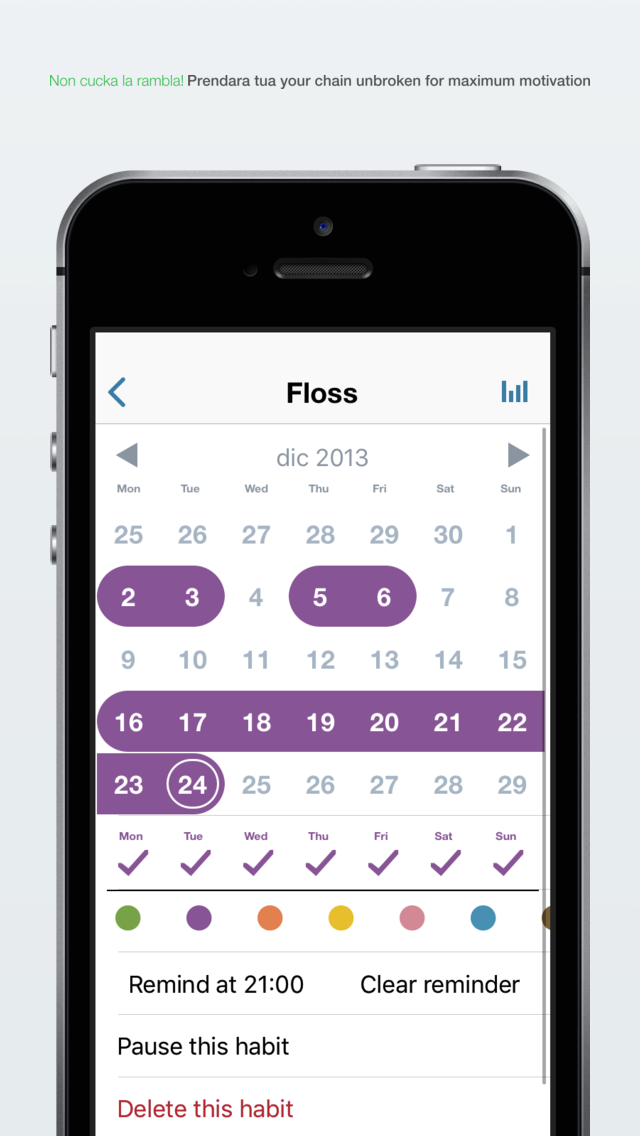 Non cucka la rambla! Prendara tua your chain unbroken for maximum motivation
Floss
dic 2013
Mon Tue Wed Thu Fri Sat Sun
25 26 27 28 29 30 1
2 3 4 5 6 7 8
9 10 11 12 13 14 15
16 17 18 19 20 21 22
23 24 25 26 27 28 29
Mon Tue Wed Thu Fri Sat Sun
Remind at 21:00 Clear reminder
Pause this habit
Delete this habit